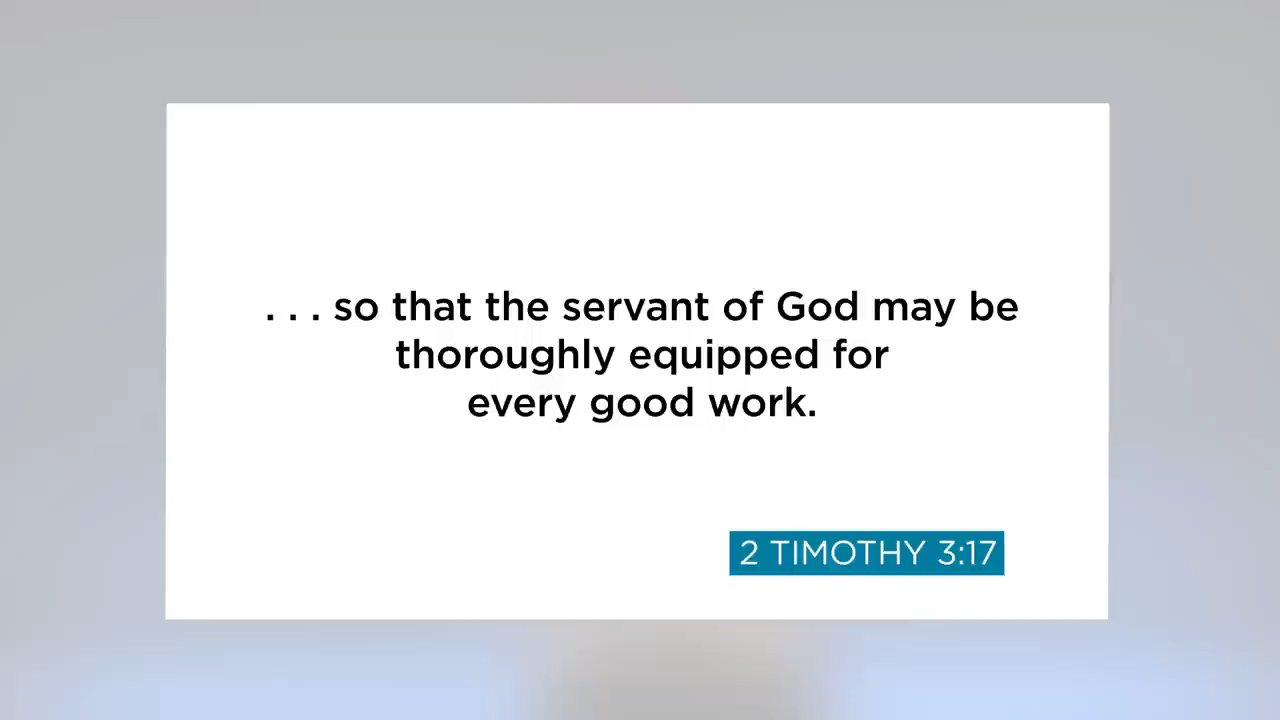 . . . so that the servant of God may be
thoroughly equipped for
every good work.
2 TIMOTHY 3:17